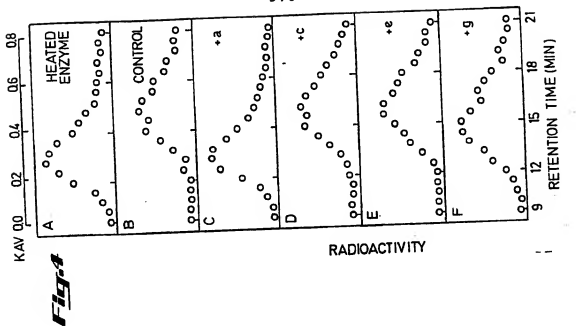 Fig.4
KAV 0,0 0,2 0,4 0,6 0,8
A HEATED ENZYME
B CONTROL
C +a
D +c
E +e
F +g
9 12 15 18 21
RETENTION TIME (MIN)
RADIOACTIVITY